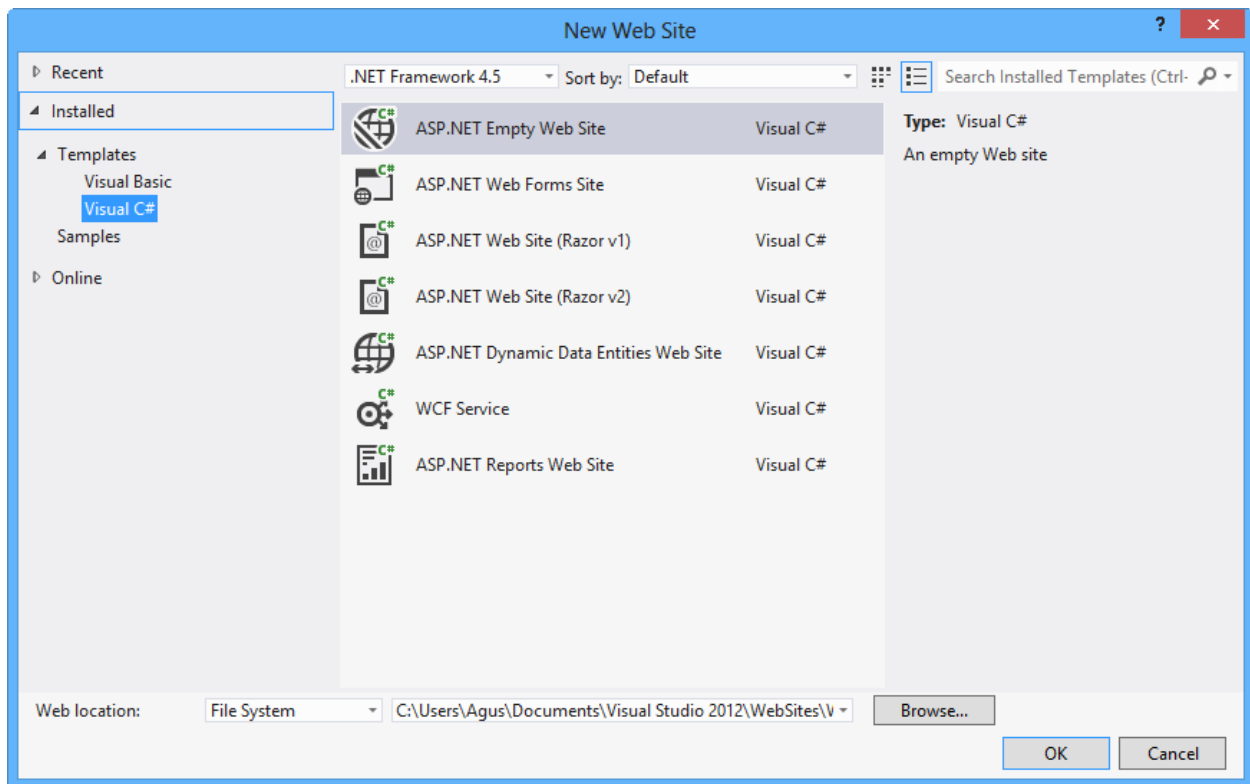 New Web Site
?
Recent
Installed
Templates
Visual Basic
Visual C#
Samples
Online
.NET Framework 4.5 Sort by: Default
Search Installed Templates (Ctrl-
C# ASP.NET Empty Web Site Visual C#
C# ASP.NET Web Forms Site Visual C#
C# @ ASP.NET Web Site (Razor v1) Visual C#
C# @ ASP.NET Web Site (Razor v2) Visual C#
C# ASP.NET Dynamic Data Entities Web Site Visual C#
C# WCF Service Visual C#
C# ASP.NET Reports Web Site Visual C#
Type: Visual C#
An empty Web site
Web location: File System C:\Users\Agus\Documents\Visual Studio 2012\WebSites\ Browse...
OK Cancel